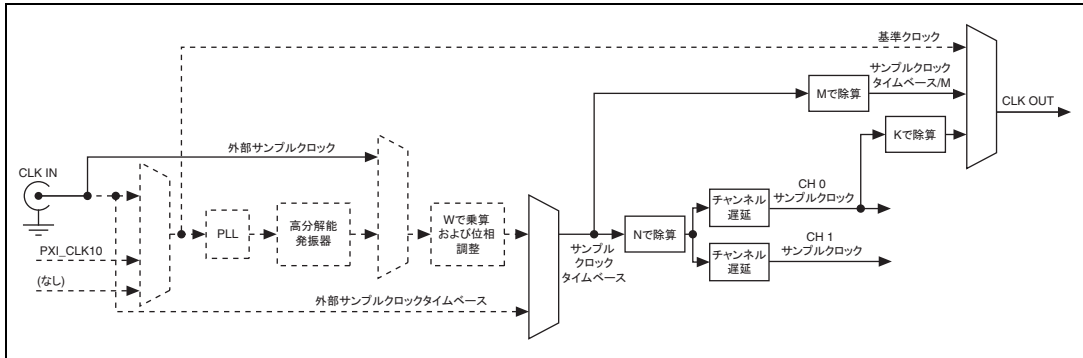 基準クロック
サンプルクロック
タイムベース/M
Mで除算
CLK OUT
Kで除算
外部サンプルクロック
CLK IN
CH 0
サンプルクロック
チャンネル
遅延
PLL
高分解能
発振器
Wで乗算
および位相
調整
Nで除算
サンプル
クロック
タイムベース
CH 1
サンプルクロック
チャンネル
遅延
PXI_CLK10
(なし)
外部サンプルクロックタイムベース